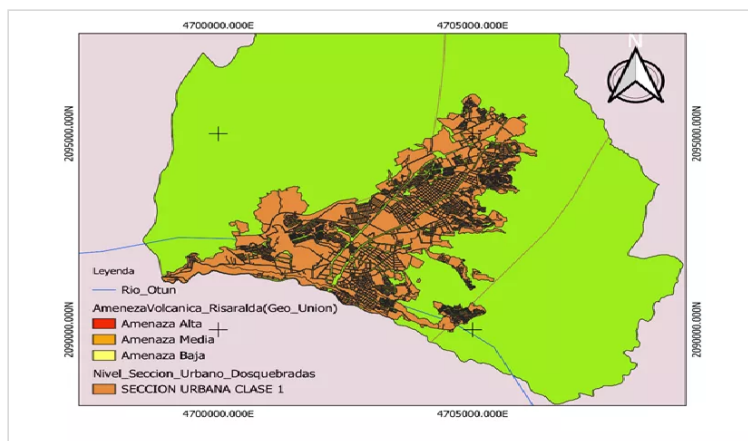 4700000.000E 4705000.000E
N
2095000.000N 2095000.000N
Leyenda
Rio_Otun
AmenezaVolcanica_Risaralda(Geo_Union)
Amenaza Alta
Amenaza Media
Amenaza Baja
Nivel_Seccion_Urbano_Dosquebradas
SECCION URBANA CLASE 1
2090000.000N 2090000.000N
4700000.000E 4705000.000E